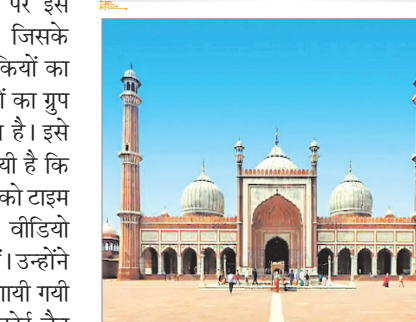 पर इस
जिसके
कियों का
ों का ग्रुप
है। इसे
यी है कि
को टाइम
वीडियो
ं। उन्होंने
गायी गयी